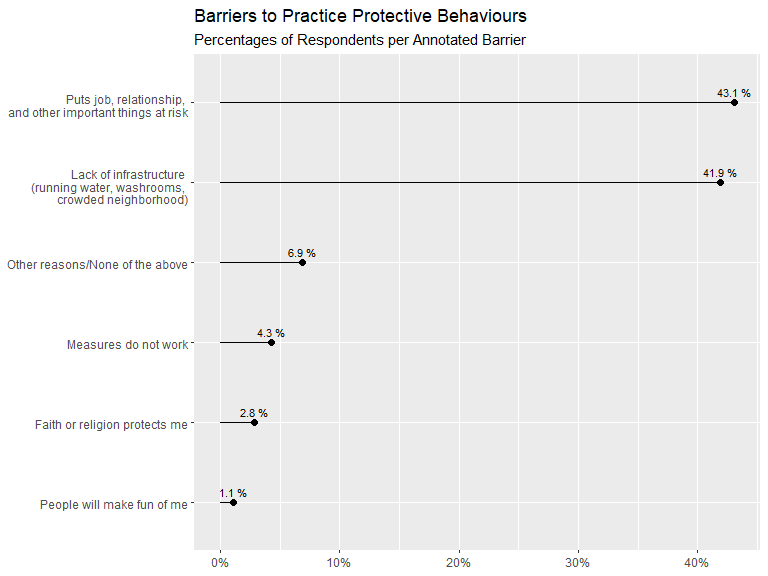 Barriers to Practice Protective Behaviours
Percentages of Respondents per Annotated Barrier
Puts job, relationship,
and other important things at risk
43.1 %
Lack of infrastructure
(running water, washrooms,
crowded neighborhood)
41.9 %
Other reasons/None of the above
6.9 %
Measures do not work
4.3 %
Faith or religion protects me
2.8 %
People will make fun of me
1.1 %
0%
10%
20%
30%
40%